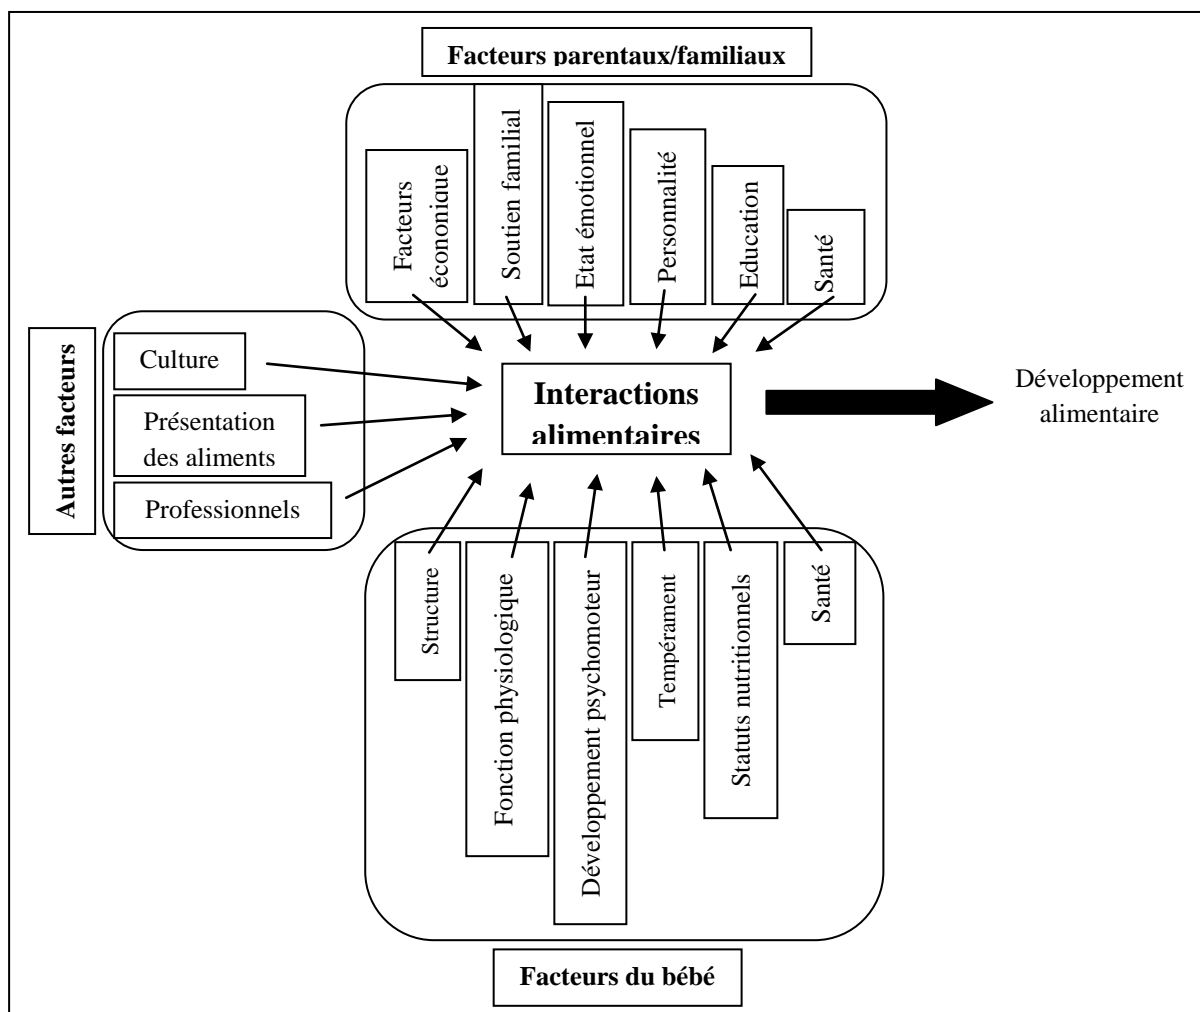 Facteurs parentaux/familiaux
Facteurs
écononique
Soutien familial
Etat émotionnel
Personnalité
Education
Santé
Autres facteurs
Culture
Présentation
des aliments
Professionnels
Interactions
alimentaires
Développement
alimentaire
Structure
Fonction physiologique
Développement psychomoteur
Tempérament
Statuts nutritionnels
Santé
Facteurs du bébé